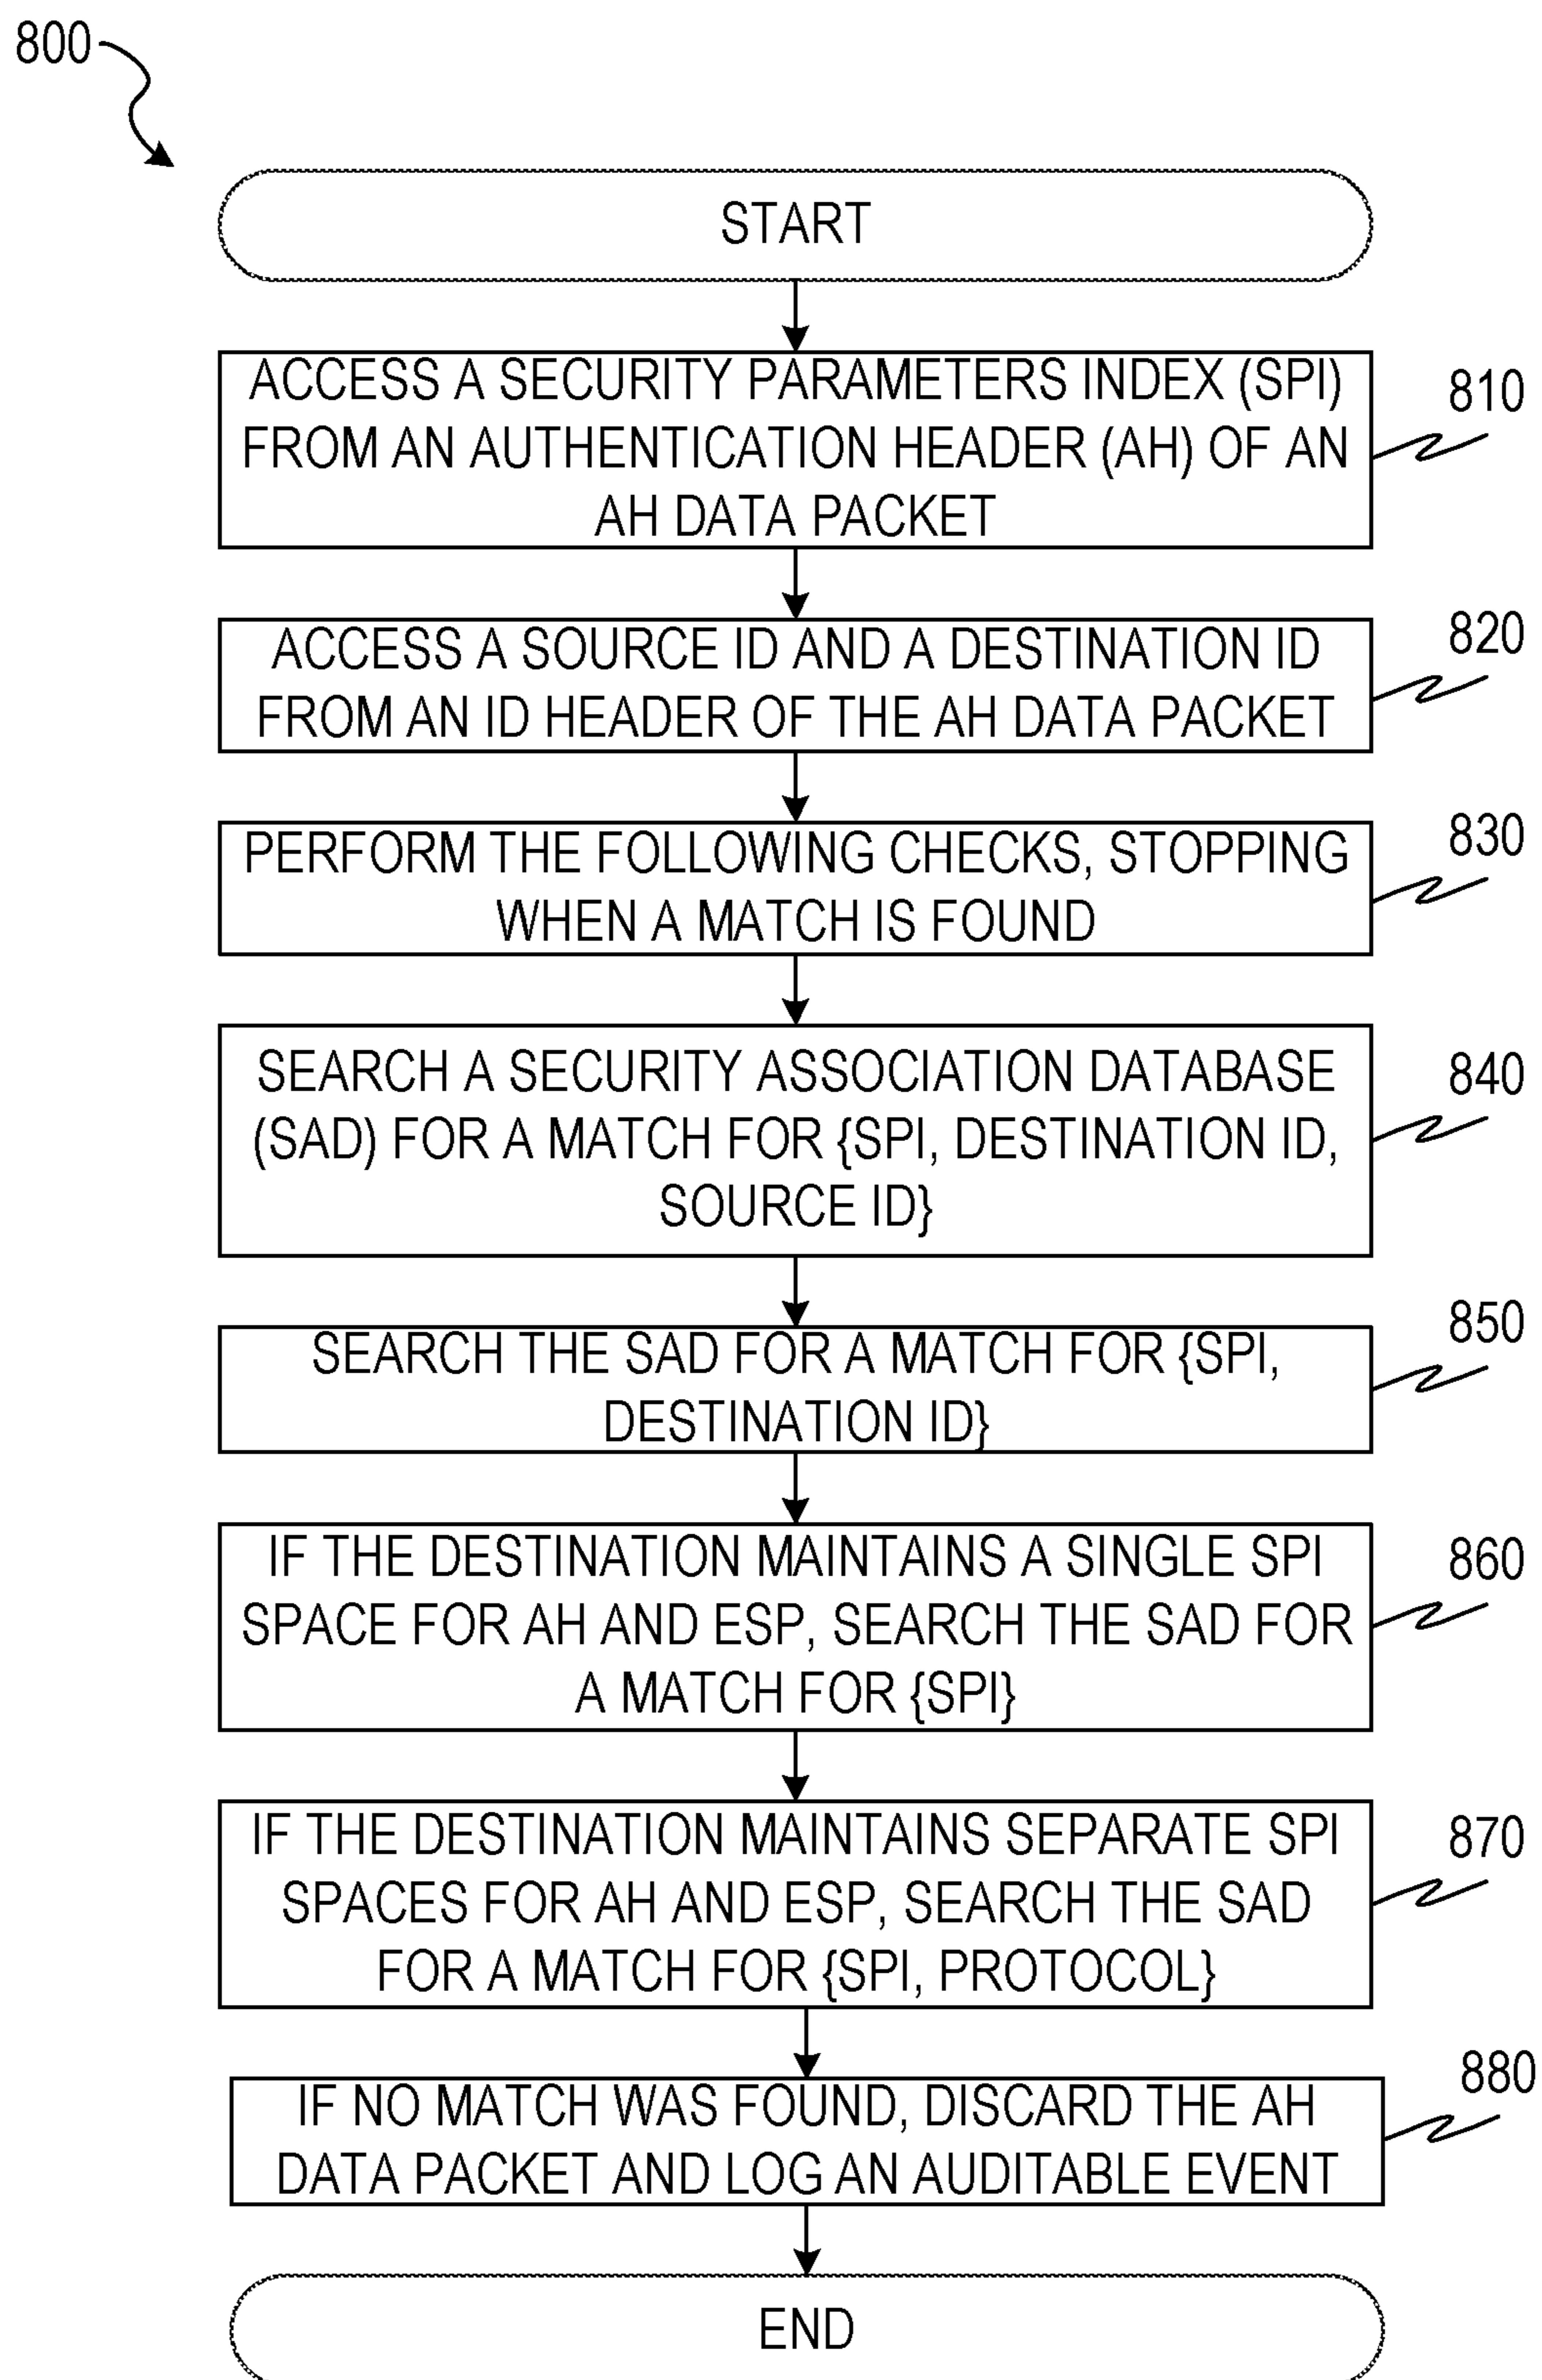 800
START
ACCESS A SECURITY PARAMETERS INDEX (SPI)
FROM AN AUTHENTICATION HEADER (AH) OF AN
AH DATA PACKET
810
ACCESS A SOURCE ID AND A DESTINATION ID
FROM AN ID HEADER OF THE AH DATA PACKET
820
PERFORM THE FOLLOWING CHECKS, STOPPING
WHEN A MATCH IS FOUND
830
SEARCH A SECURITY ASSOCIATION DATABASE
(SAD) FOR A MATCH FOR {SPI, DESTINATION ID,
SOURCE ID}
840
SEARCH THE SAD FOR A MATCH FOR {SPI,
DESTINATION ID}
850
IF THE DESTINATION MAINTAINS A SINGLE SPI
SPACE FOR AH AND ESP, SEARCH THE SAD FOR
A MATCH FOR {SPI}
860
IF THE DESTINATION MAINTAINS SEPARATE SPI
SPACES FOR AH AND ESP, SEARCH THE SAD
FOR A MATCH FOR {SPI, PROTOCOL}
870
IF NO MATCH WAS FOUND, DISCARD THE AH
DATA PACKET AND LOG AN AUDITABLE EVENT
880
END